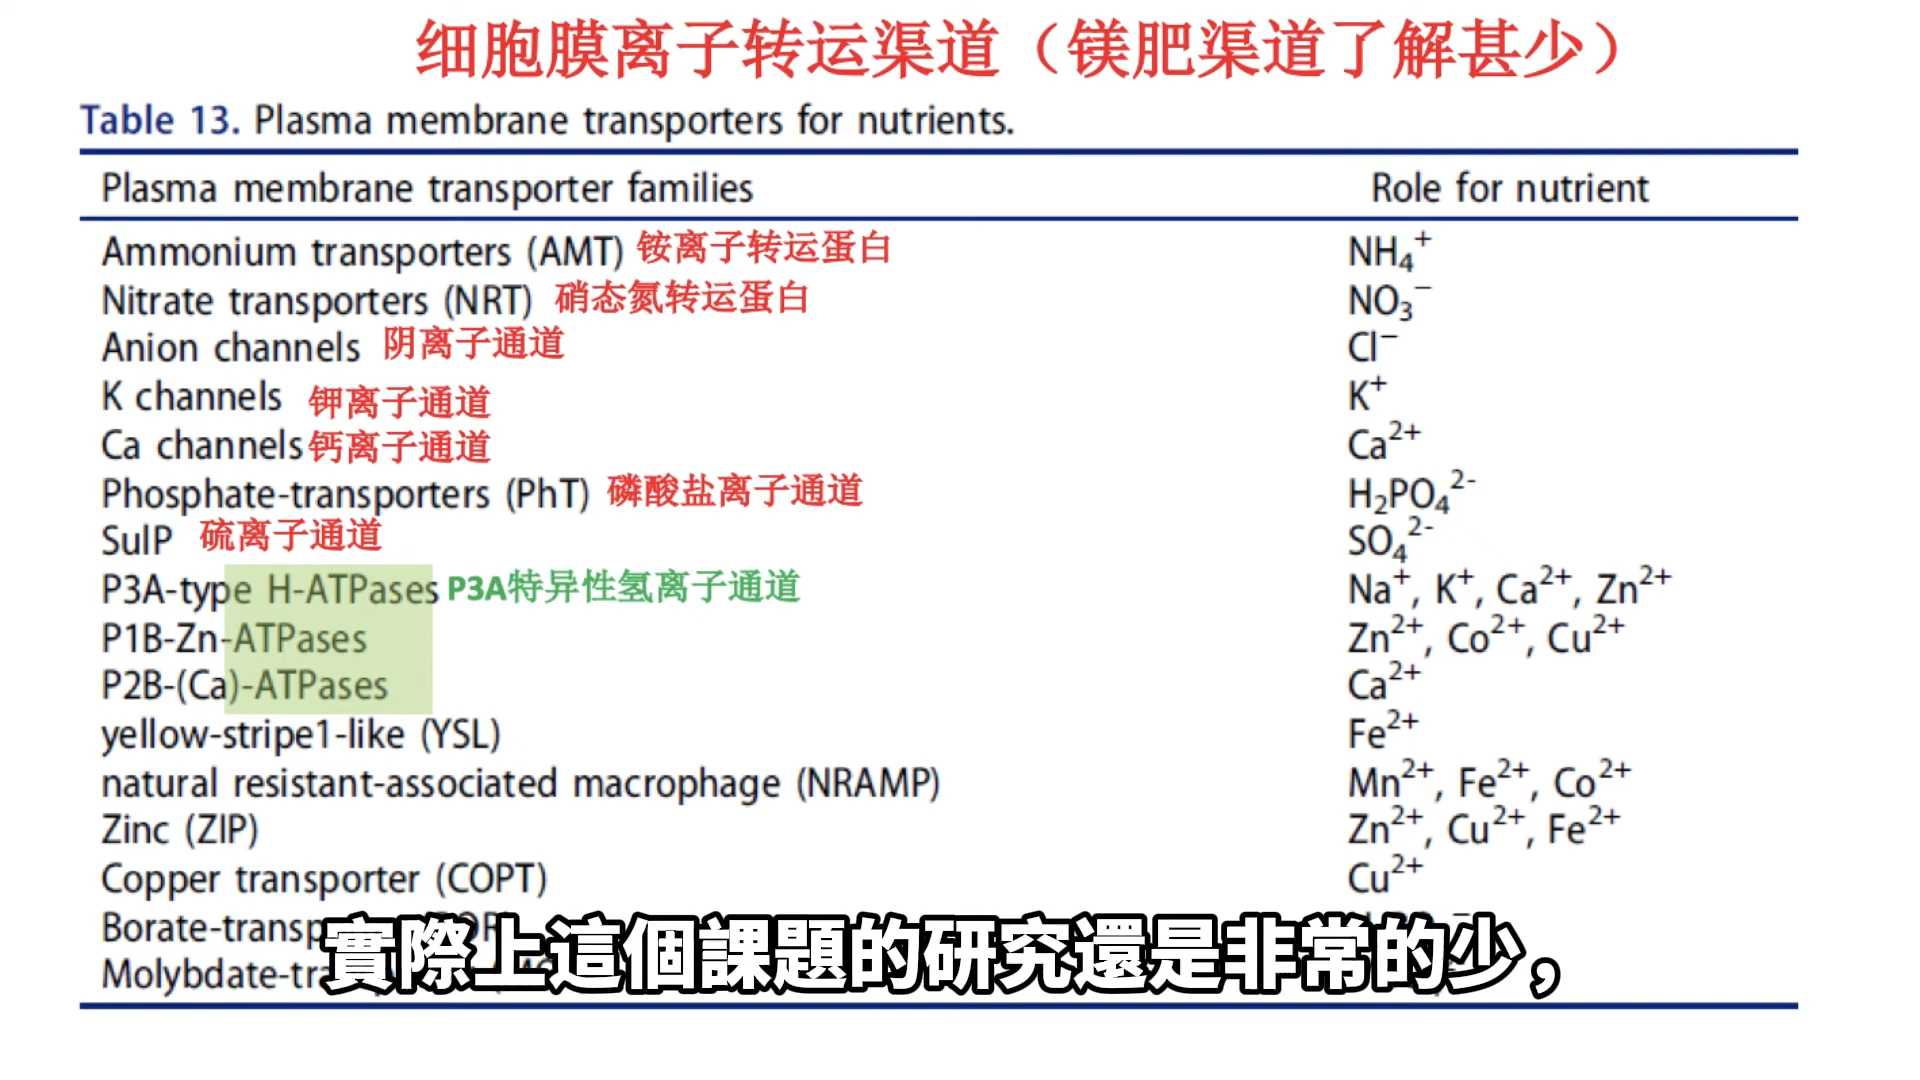 细胞膜离子转运渠道（镁肥渠道了解甚少）
Table 13. Plasma membrane transporters for nutrients.
Plasma membrane transporter families Role for nutrient
Ammonium transporters (AMT) 铵离子转运蛋白 NH₄⁺
Nitrate transporters (NRT) 硝态氮转运蛋白 NO₃⁻
Anion channels 阴离子通道 Cl⁻
K channels 钾离子通道 K⁺
Ca channels 钙离子通道 Ca²⁺
Phosphate-transporters (PhT) 磷酸盐离子通道 H₂PO₄²⁻
SulP 硫离子通道 SO₄²⁻
P3A-type H-ATPases P3A特异性氢离子通道 Na⁺, K⁺, Ca²⁺, Zn²⁺
P1B-Zn-ATPases Zn²⁺, Co²⁺, Cu²⁺
P2B-(Ca)-ATPases Ca²⁺
yellow-stripe1-like (YSL) Fe²⁺
natural resistant-associated macrophage (NRAMP) Mn²⁺, Fe²⁺, Co²⁺
Zinc (ZIP) Zn²⁺, Cu²⁺, Fe²⁺
Copper transporter (COPT) Cu²⁺
實際上這個課題的研究還是非常的少，